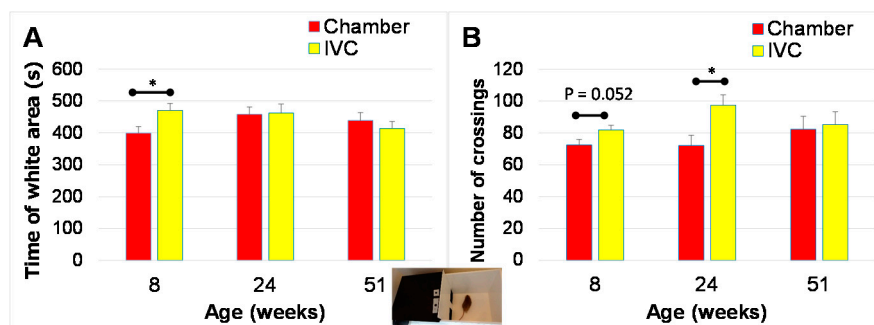 A
Chamber
IVC
Time of white area (s)
600
500
400
300
200
100
0
*
8
24
51
Age (weeks)
B
Chamber
IVC
Number of crossings
120
100
80
60
40
20
0
P = 0.052
*
8
24
51
Age (weeks)